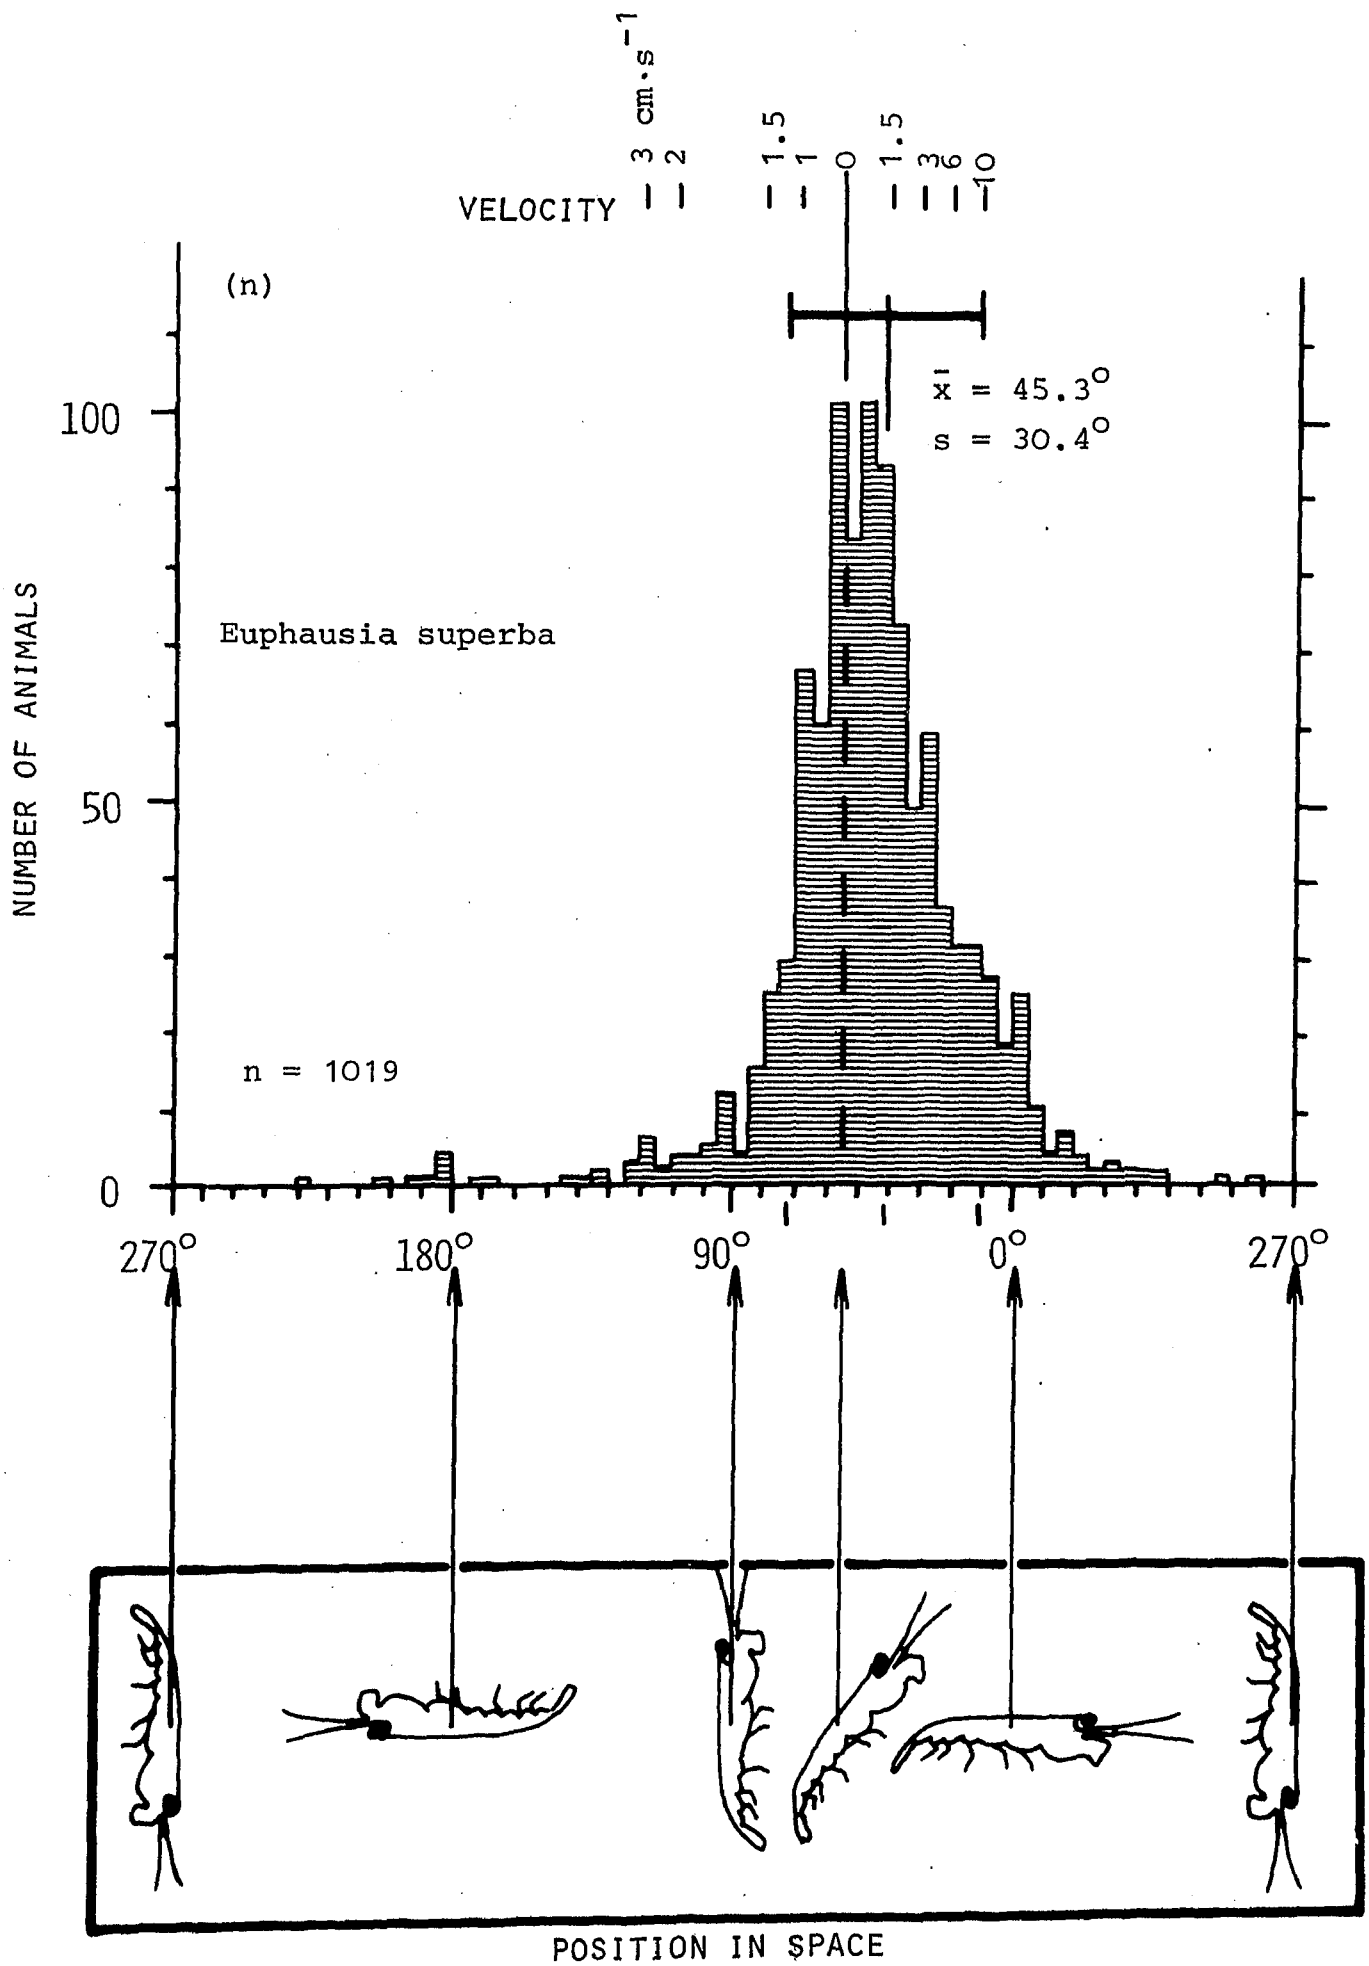 3 cm·s⁻¹
2
1.5
1
0
1.5
3
6
10
VELOCITY
(n)
x̄ = 45.3°
s = 30.4°
100
50
0
NUMBER OF ANIMALS
Euphausia superba
n = 1019
270° 180° 90° 0° 270°
POSITION IN SPACE